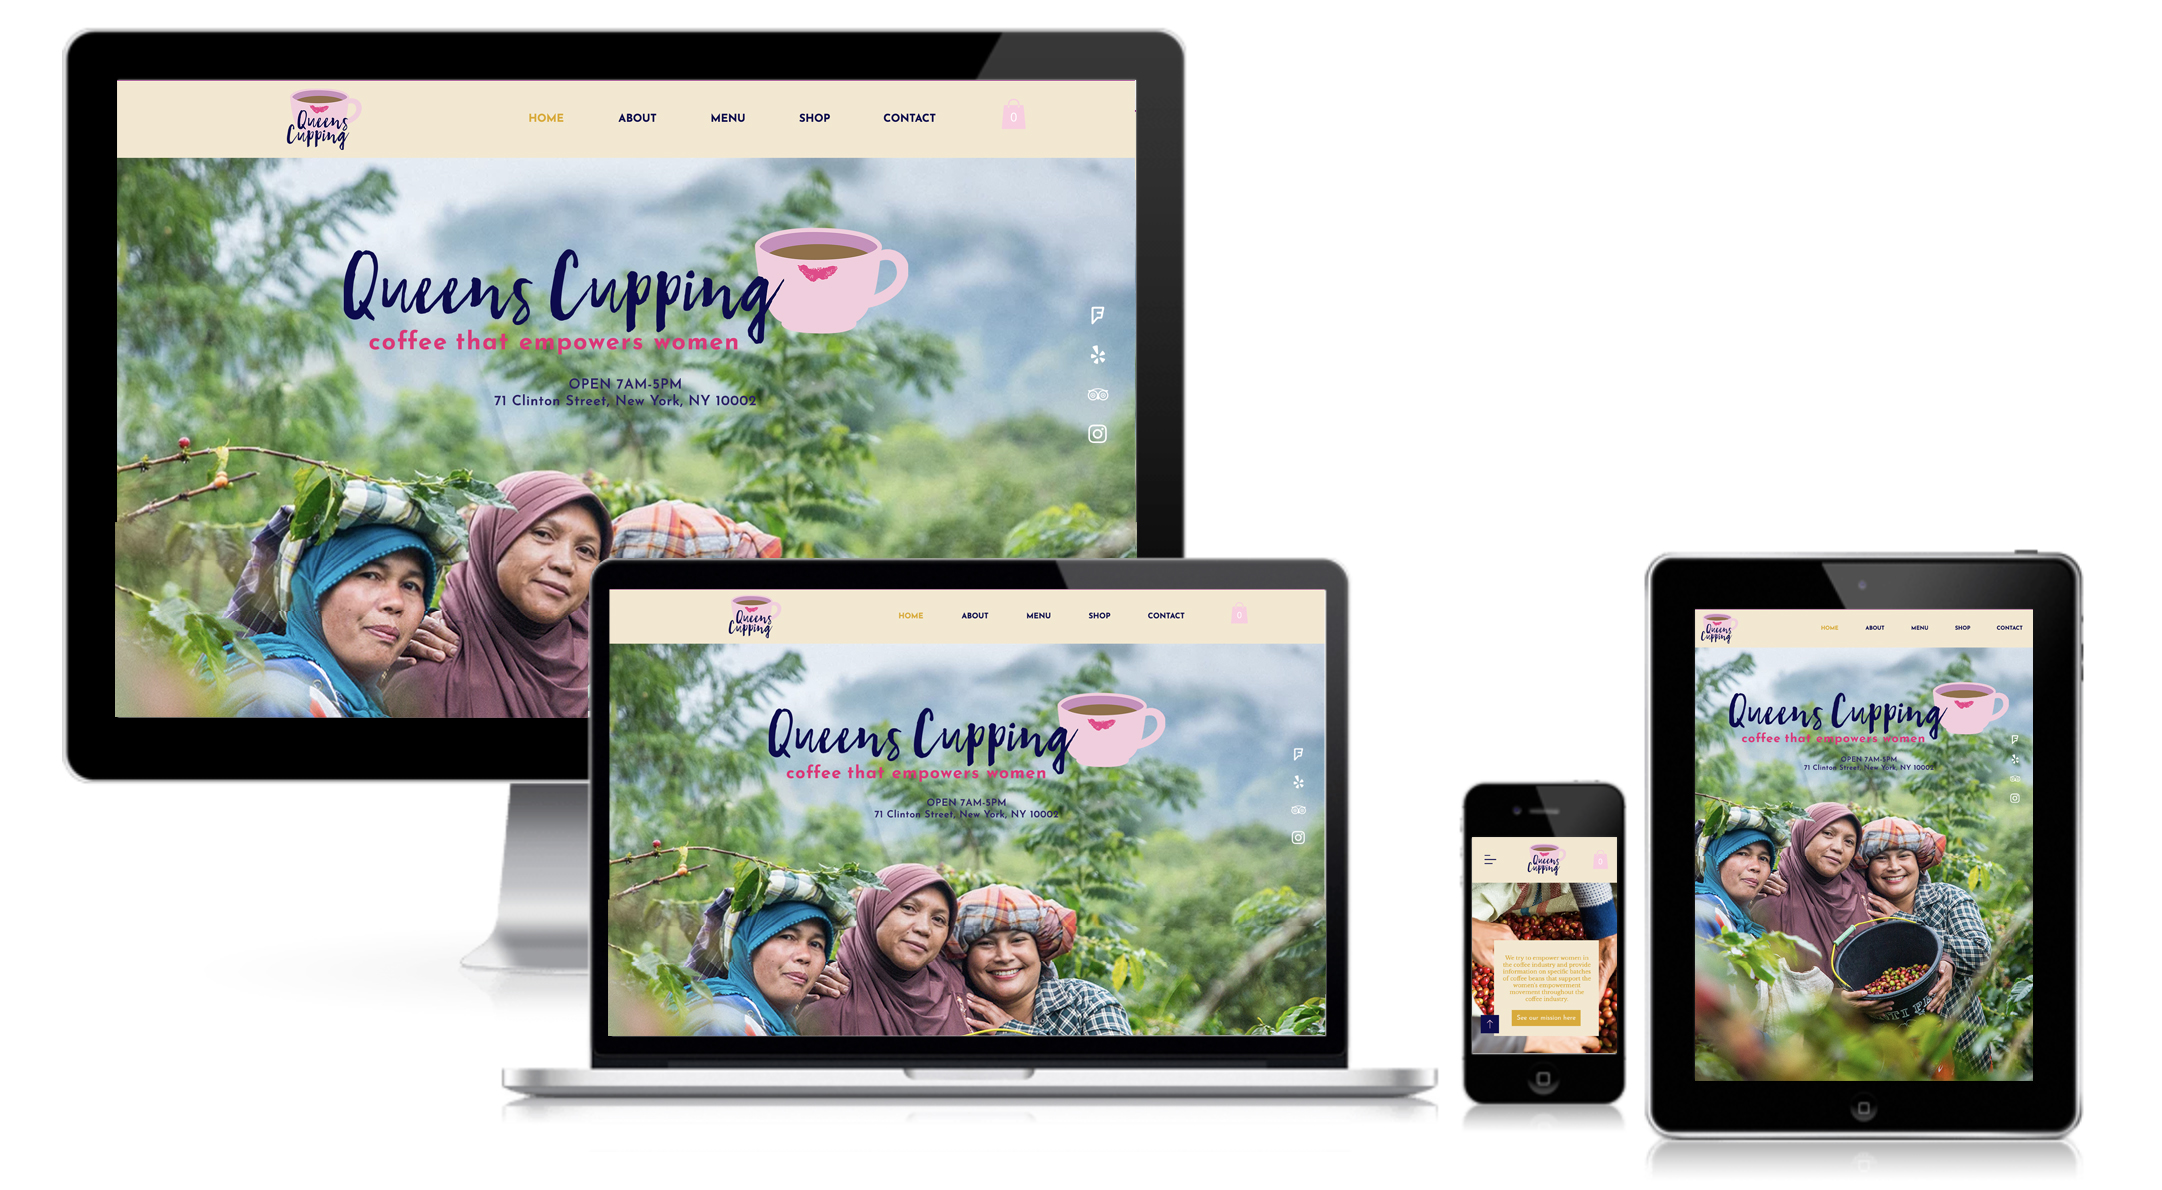 Queens
Cupping
HOME ABOUT MENU SHOP CONTACT
0
Queens Cupping
coffee that empowers women
OPEN 7AM-5PM
71 Clinton Street, New York, NY 10002
Queens
Cupping
HOME ABOUT MENU SHOP CONTACT
0
Queens Cupping
coffee that empowers women
OPEN 7AM-5PM
71 Clinton Street, New York, NY 10002
Queens
Cupping
0
We try to empower women in
the coffee industry and provide
information on specific batches
of coffee beans that support the
women's empowerment
movement throughout the
coffee industry.
See our mission here
Queens
Cupping
HOME ABOUT MENU SHOP CONTACT
Queens Cupping
coffee that empowers women
OPEN 7AM-5PM
71 Clinton Street, New York, NY 10002